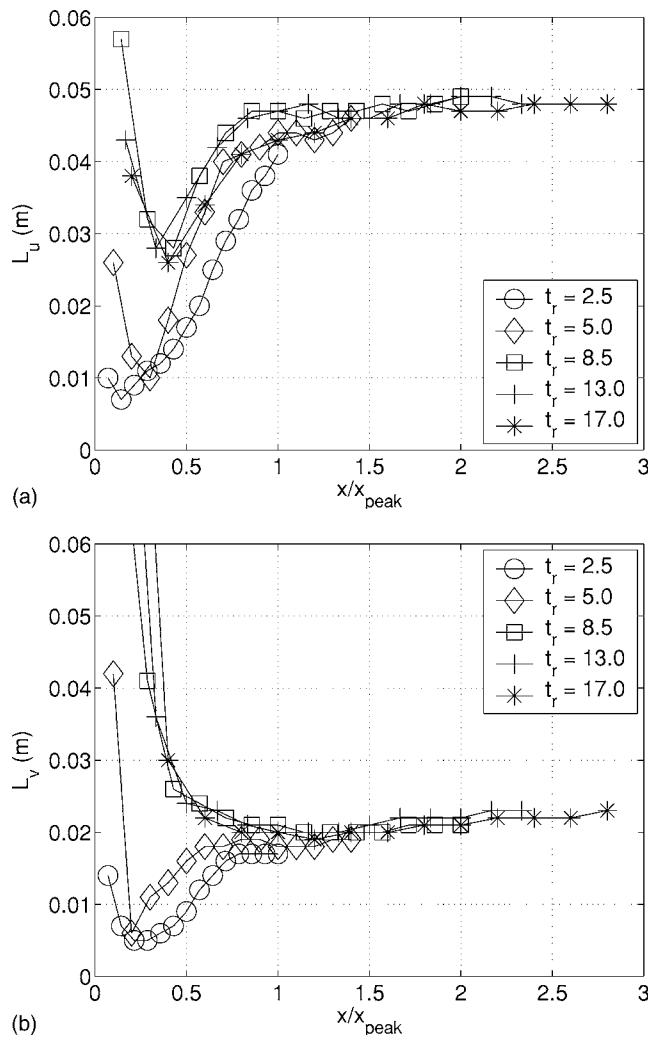 0.06
0.05
0.04
0.03
0.02
0.01
0
L_u (m)
t_r = 2.5
t_r = 5.0
t_r = 8.5
t_r = 13.0
t_r = 17.0
0 0.5 1 1.5 2 2.5 3
x/x_peak
(a)
0.06
0.05
0.04
0.03
0.02
0.01
0
L_v (m)
t_r = 2.5
t_r = 5.0
t_r = 8.5
t_r = 13.0
t_r = 17.0
0 0.5 1 1.5 2 2.5 3
x/x_peak
(b)